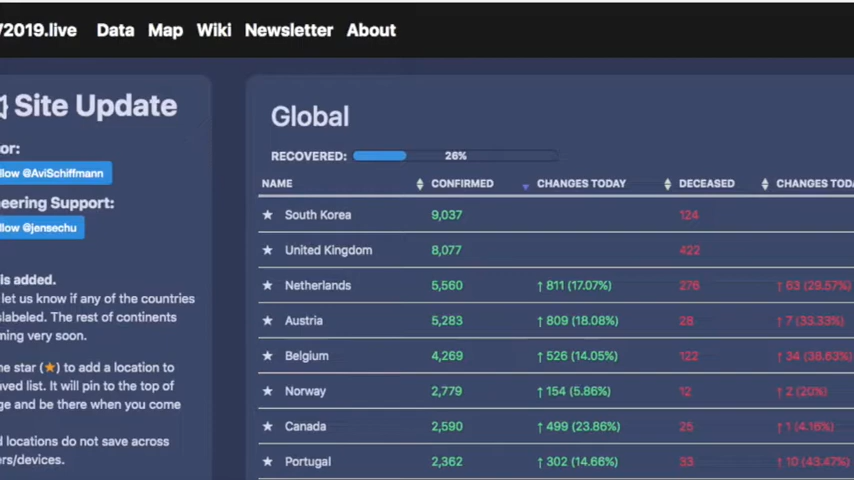 /2019.live Data Map Wiki Newsletter About
Site Update
or:
llow @AviSchiffmann
neering Support:
llow @jensechu
is added.
let us know if any of the countries
slabeled. The rest of continents
ming very soon.
ne star (★) to add a location to
aved list. It will pin to the top of
ge and be there when you come
d locations do not save across
ers/devices.
Global
RECOVERED: 26%
NAME CONFIRMED CHANGES TODAY DECEASED CHANGES TODA
★ South Korea 9,037 124
★ United Kingdom 8,077 422
★ Netherlands 5,560 ↑ 811 (17.07%) 276 ↑ 63 (29.57%)
★ Austria 5,283 ↑ 809 (18.08%) 28 ↑ 7 (33.33%)
★ Belgium 4,269 ↑ 526 (14.05%) 122 ↑ 34 (38.63%)
★ Norway 2,779 ↑ 154 (5.86%) 12 ↑ 2 (20%)
★ Canada 2,590 ↑ 499 (23.86%) 25 ↑ 1 (4.16%)
★ Portugal 2,362 ↑ 302 (14.66%) 33 ↑ 10 (43.47%)